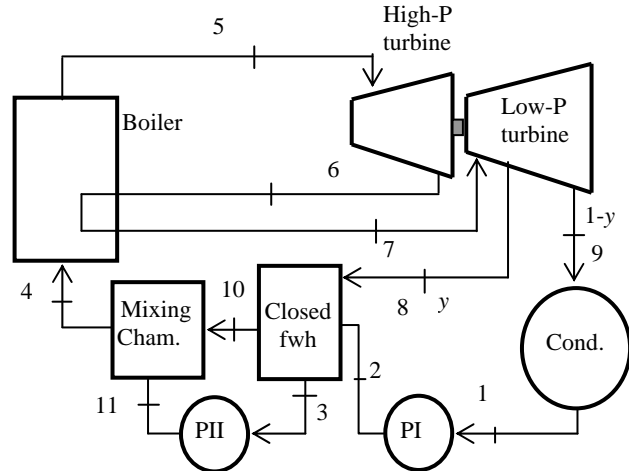 5
High-P
turbine
Low-P
turbine
Boiler
6
7
1-y
9
4
Mixing
Cham.
10
Closed
fwh
8
y
Cond.
2
11
3
1
PII
PI